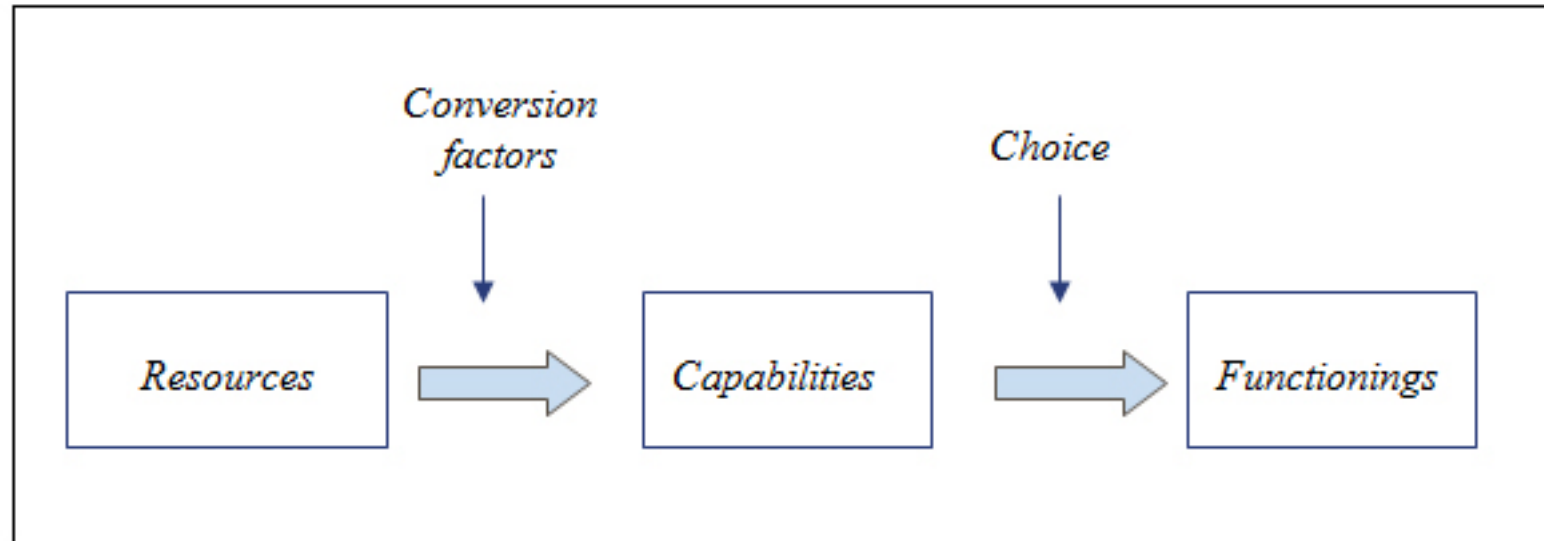 Conversion
factors
Choice
Resources
Capabilities
Functionings